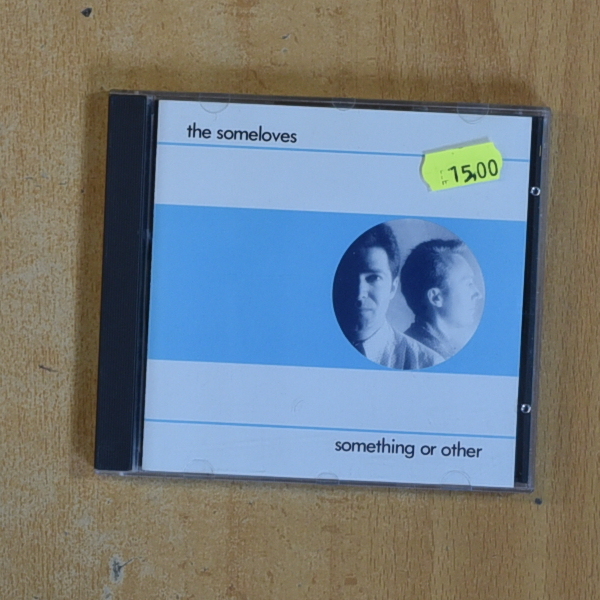 the someloves
15,00
something or other